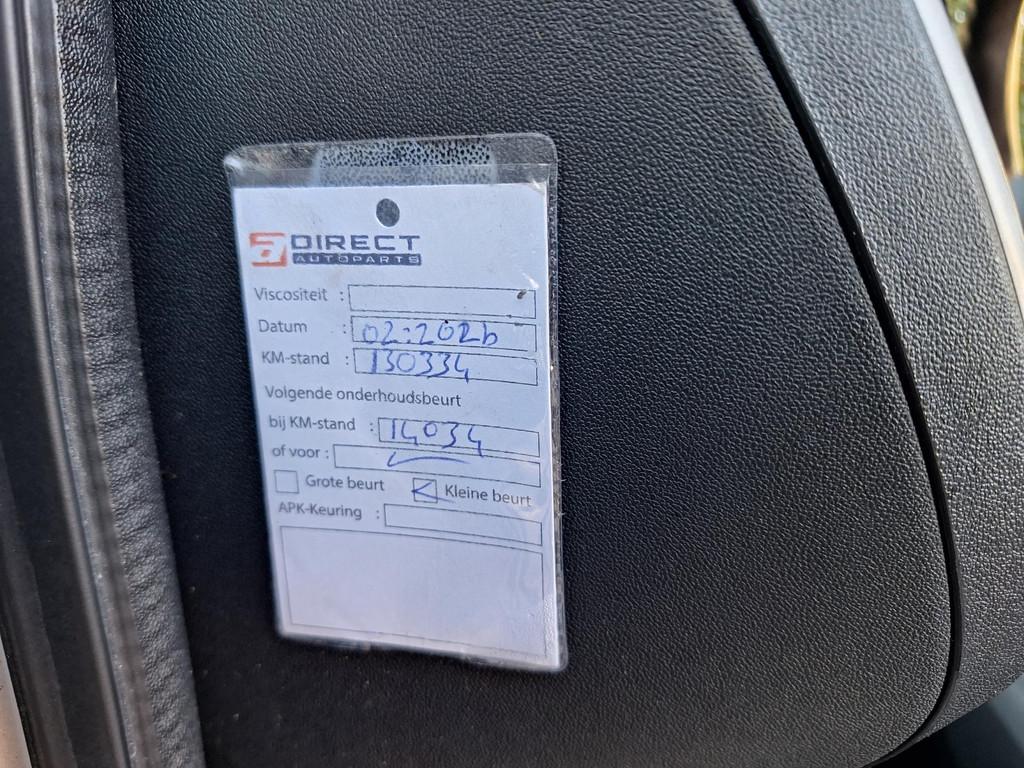 a DIRECT
AUTOPARTS
Viscositeit :
Datum : 02:2026
KM-stand : 130334
Volgende onderhoudsbeurt
bij KM-stand : 14034
of voor :
Grote beurt Kleine beurt
APK-Keuring :